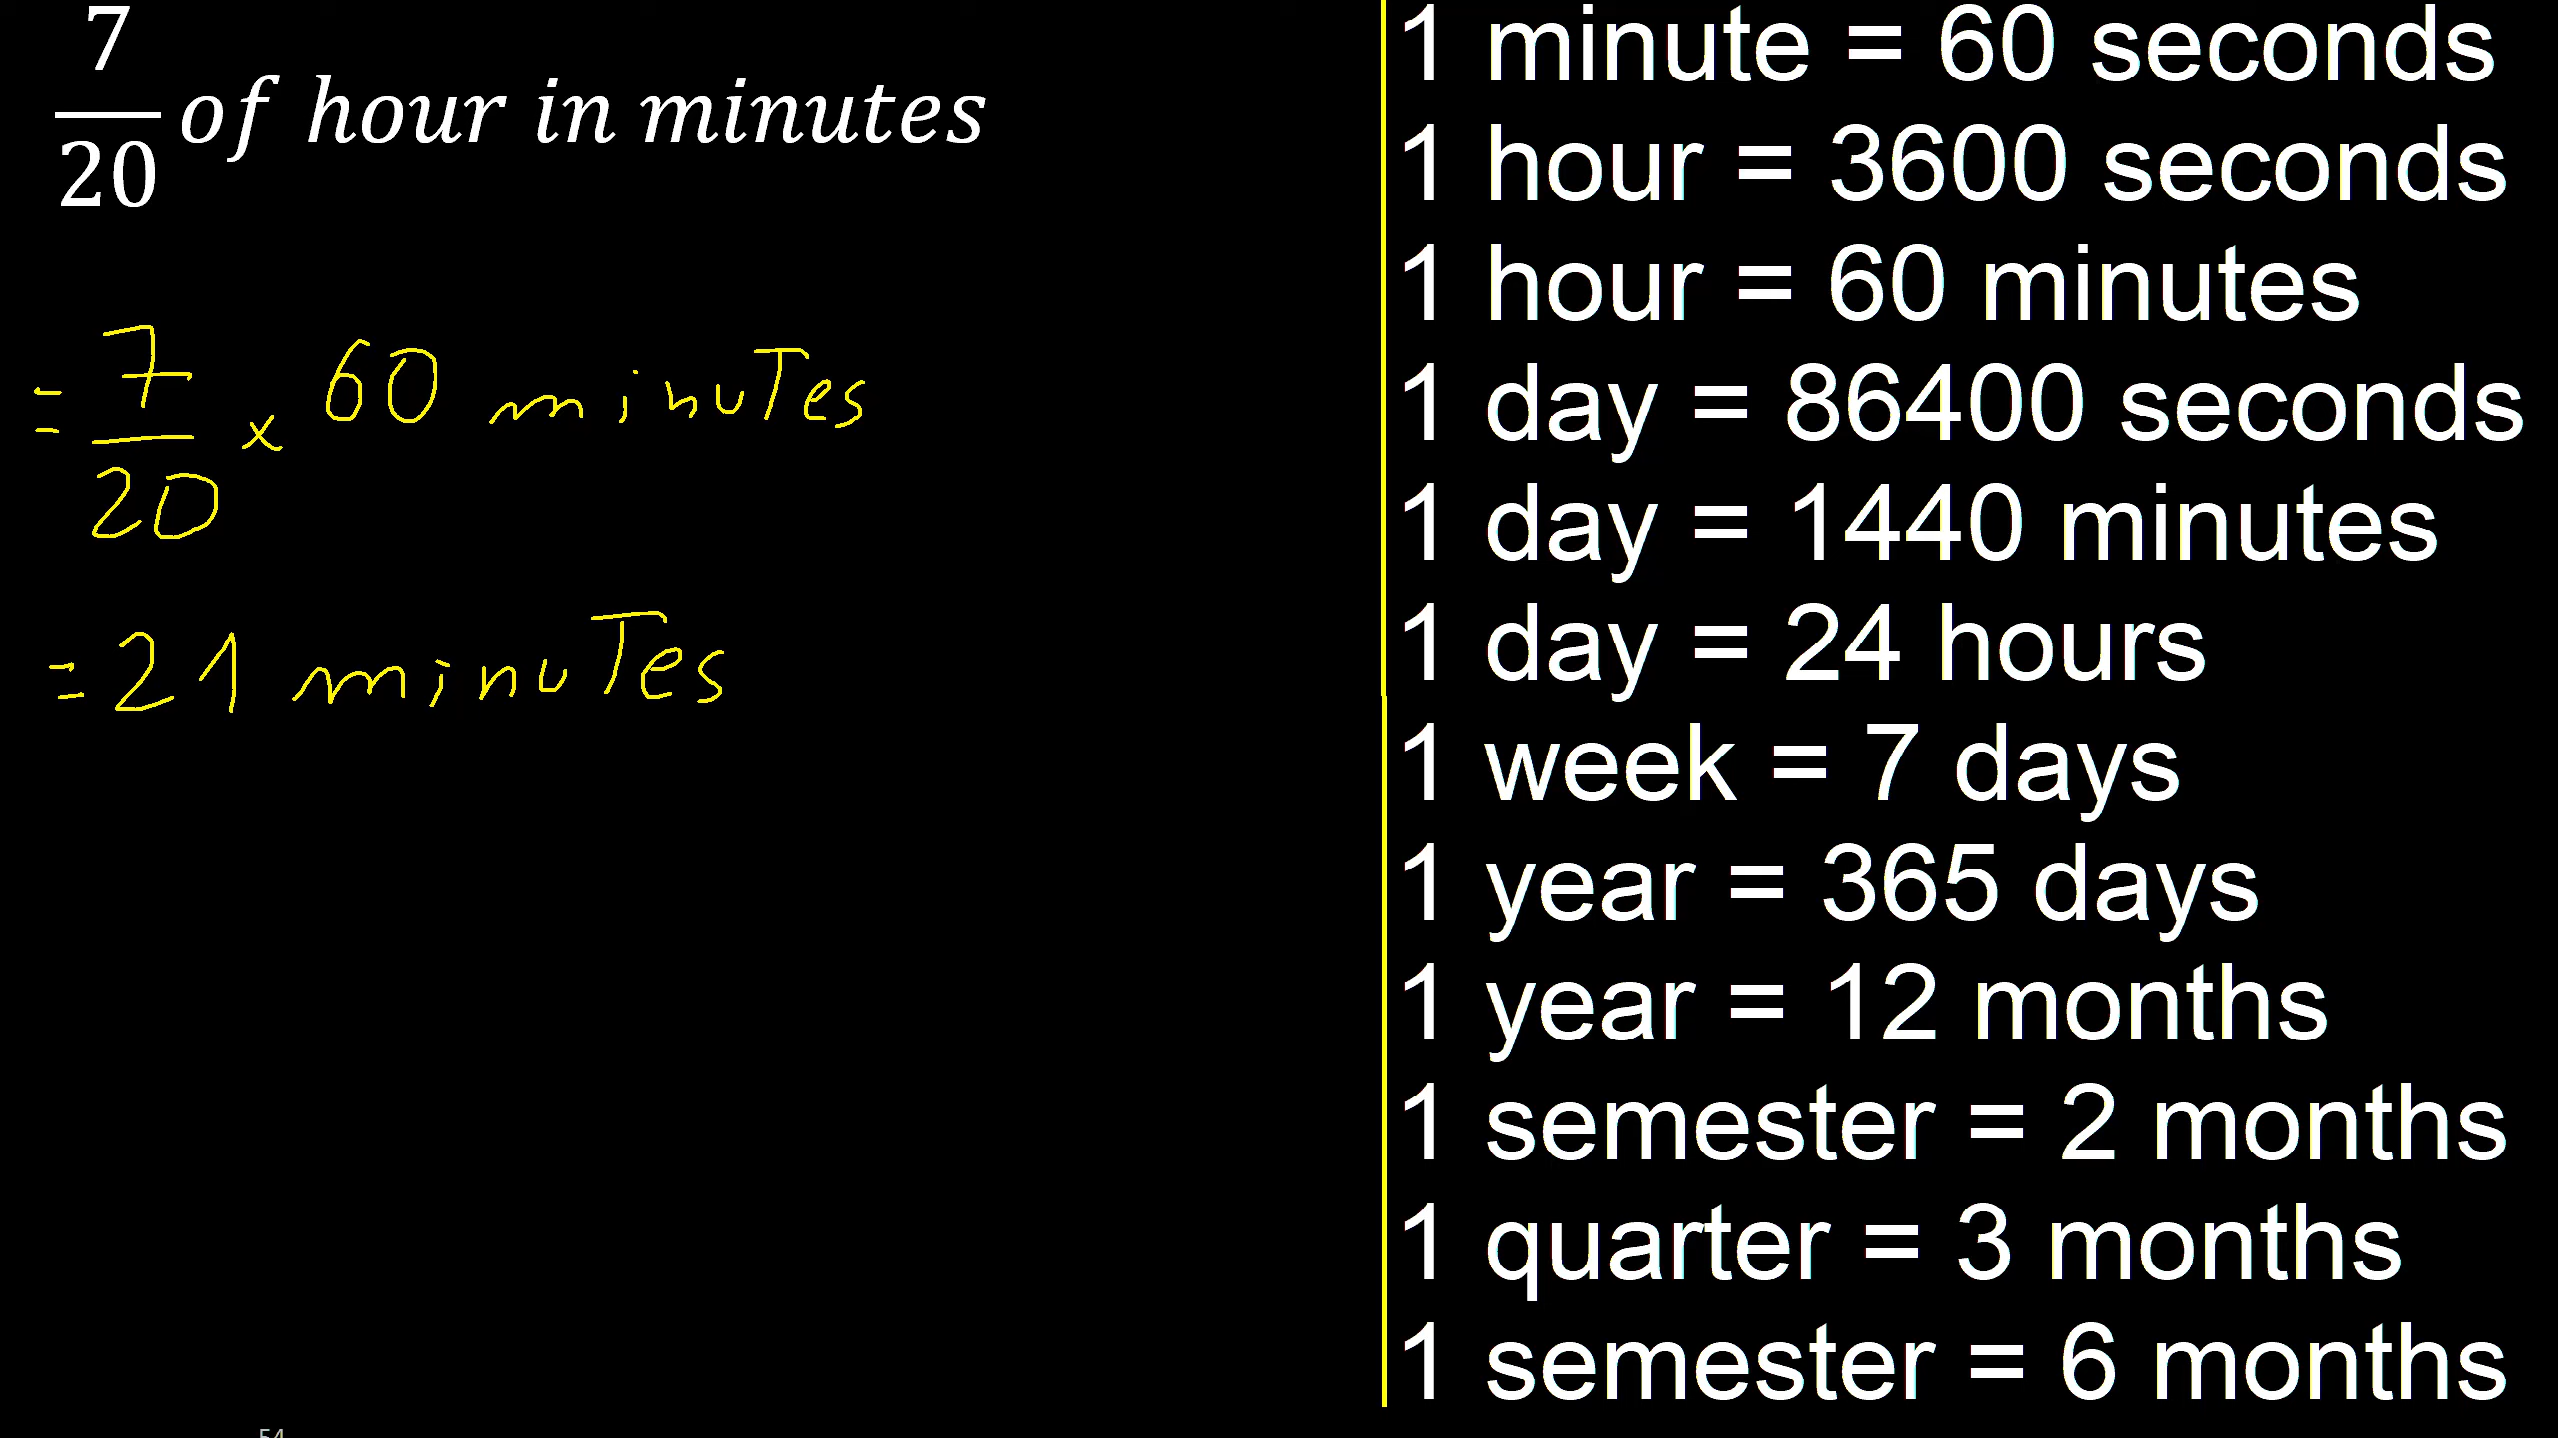 7/20 of hour in minutes
= 7/20 × 60 minutes
= 21 minutes
1 minute = 60 seconds
1 hour = 3600 seconds
1 hour = 60 minutes
1 day = 86400 seconds
1 day = 1440 minutes
1 day = 24 hours
1 week = 7 days
1 year = 365 days
1 year = 12 months
1 semester = 2 months
1 quarter = 3 months
1 semester = 6 months